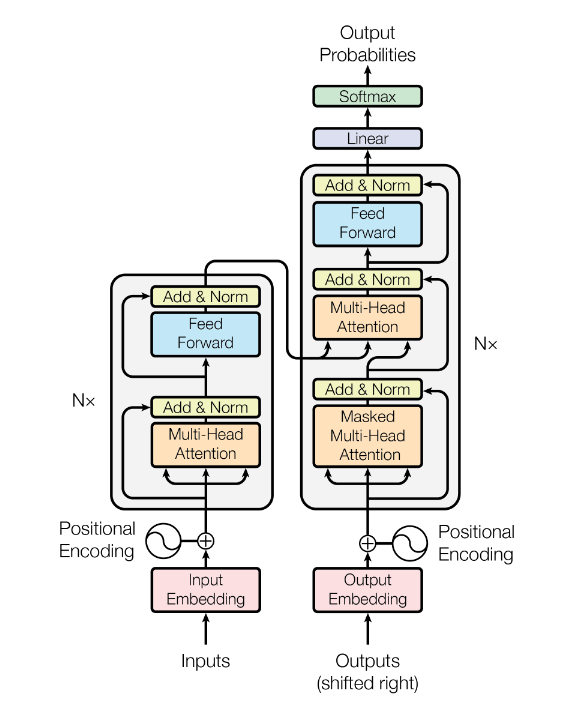 Output
Probabilities
Softmax
Linear
Add & Norm
Feed
Forward
Add & Norm
Multi-Head
Attention
Add & Norm
Masked
Multi-Head
Attention
N×
Add & Norm
Feed
Forward
Add & Norm
Multi-Head
Attention
N×
Positional
Encoding
Positional
Encoding
Input
Embedding
Output
Embedding
Inputs
Outputs
(shifted right)